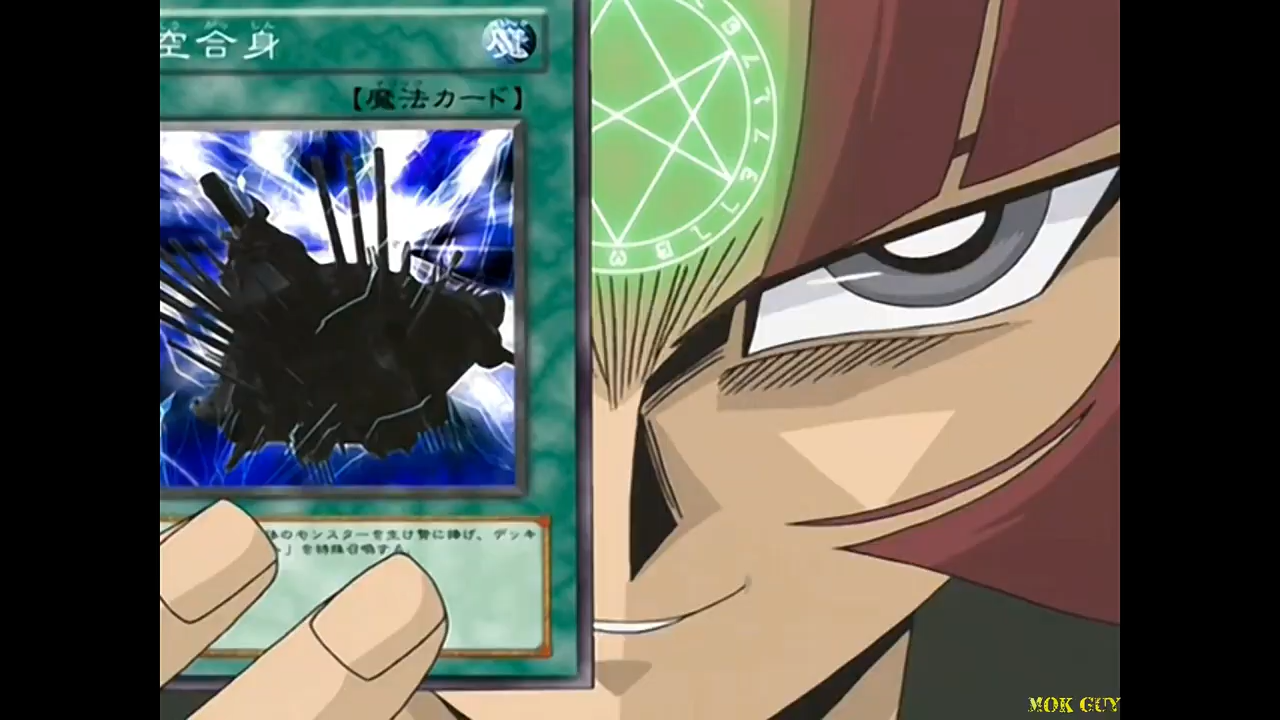 空合身
魔
【魔法カード】
のモンスターを生け贄に捧げ、デッキ
」を特殊召喚する。
MOK GUY